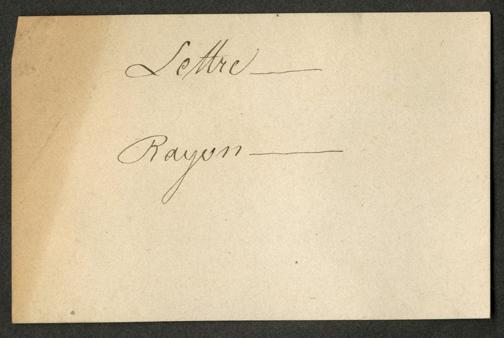 Lettre —
Rayon —